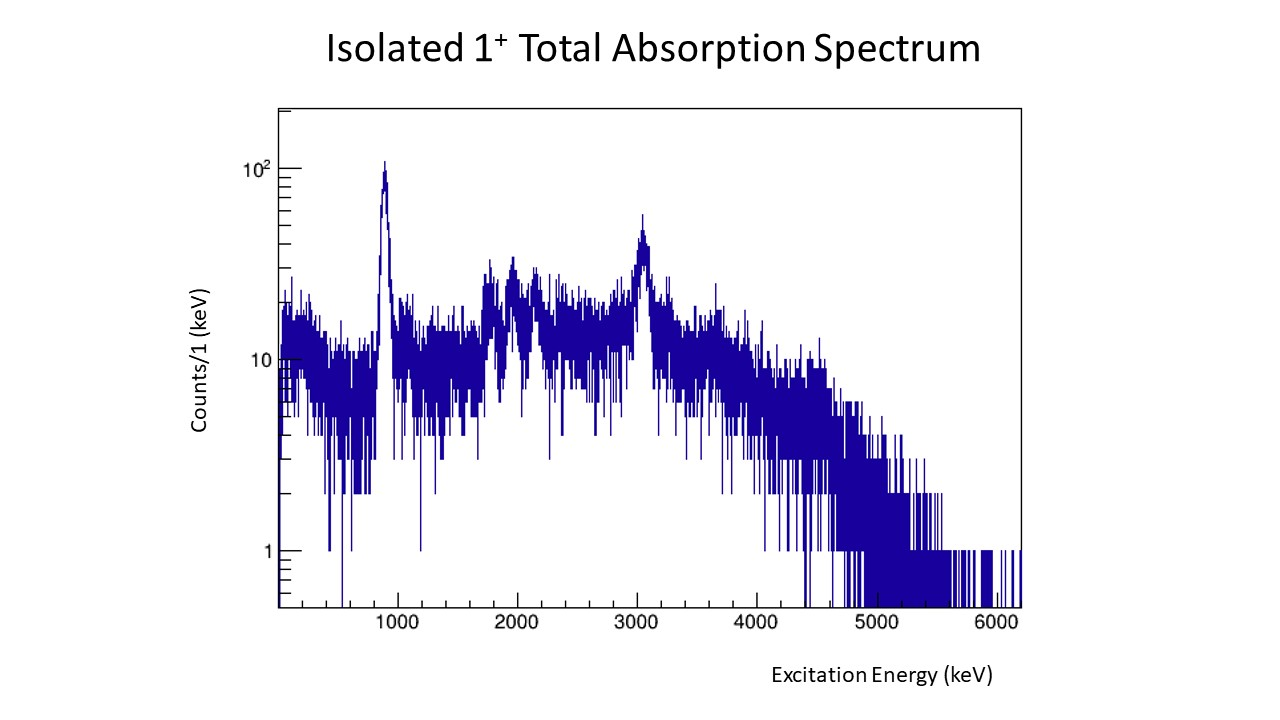 Isolated 1⁺ Total Absorption Spectrum
10²
10
1
Counts/1 (keV)
1000 2000 3000 4000 5000 6000
Excitation Energy (keV)